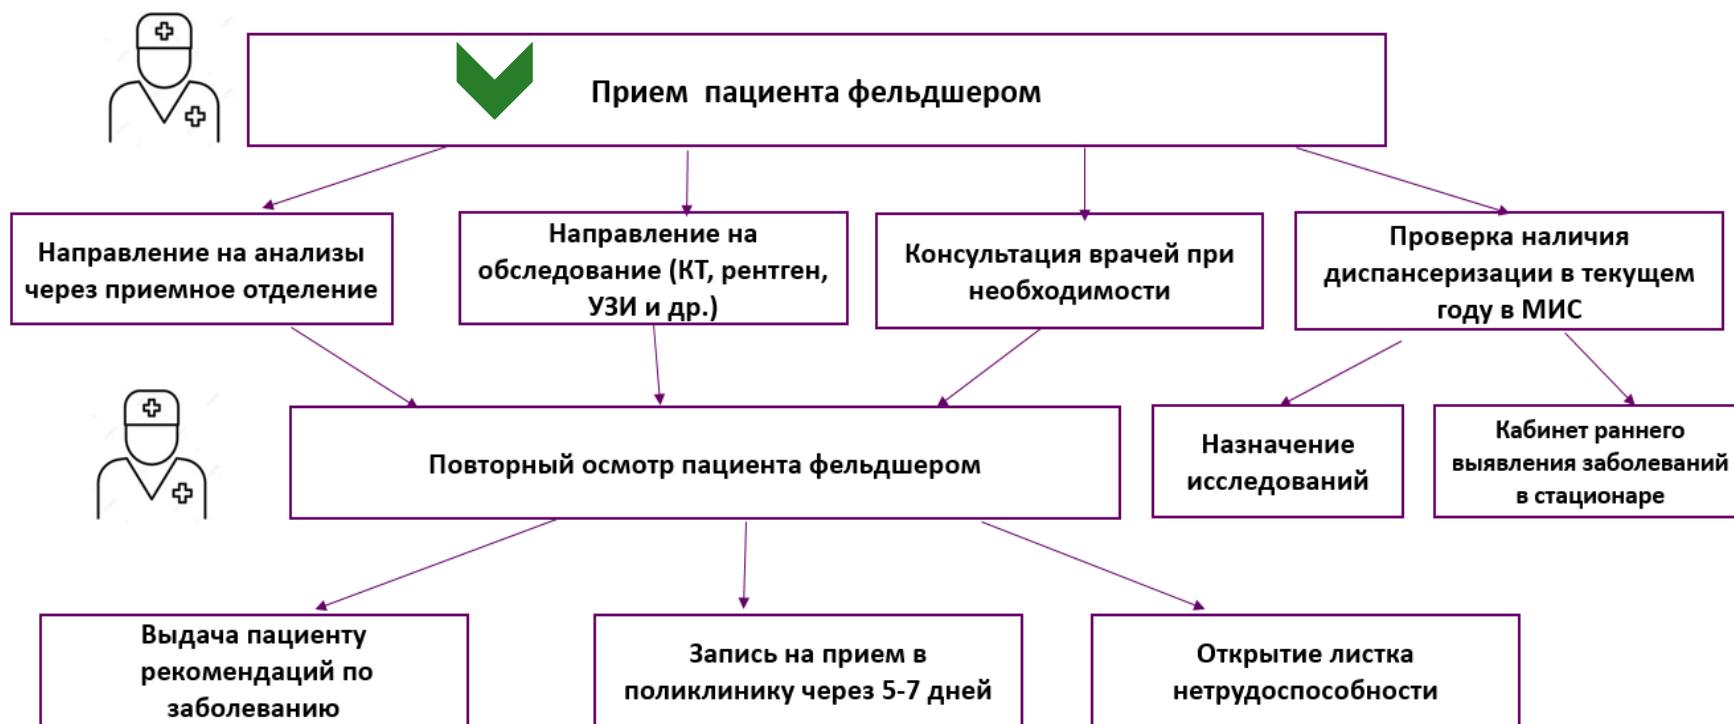 Прием пациента фельдшером
Направление на анализы
через приемное отделение
Направление на
обследование (КТ, рентген,
УЗИ и др.)
Консультация врачей при
необходимости
Проверка наличия
диспансеризации в текущем
году в МИС
Повторный осмотр пациента фельдшером
Назначение
исследований
Кабинет раннего
выявления заболеваний
в стационаре
Выдача пациенту
рекомендаций по
заболеванию
Запись на прием в
поликлинику через 5-7 дней
Открытие листка
нетрудоспособности